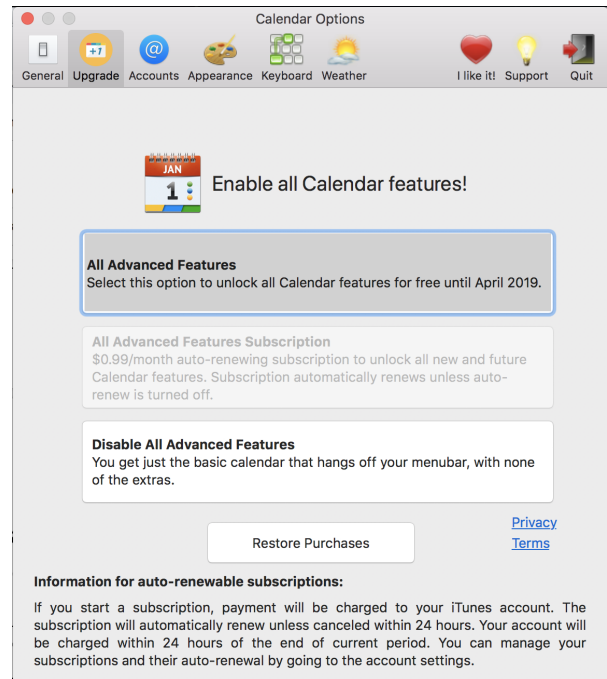 Calendar Options
+7
General Upgrade Accounts Appearance Keyboard Weather I like it! Support Quit
JAN
1
Enable all Calendar features!
All Advanced Features
Select this option to unlock all Calendar features for free until April 2019.
All Advanced Features Subscription
$0.99/month auto-renewing subscription to unlock all new and future
Calendar features. Subscription automatically renews unless auto-
renew is turned off.
Disable All Advanced Features
You get just the basic calendar that hangs off your menubar, with none
of the extras.
Privacy
Restore Purchases
Terms
Information for auto-renewable subscriptions:
If you start a subscription, payment will be charged to your iTunes account. The
subscription will automatically renew unless canceled within 24 hours. Your account will
be charged within 24 hours of the end of current period. You can manage your
subscriptions and their auto-renewal by going to the account settings.